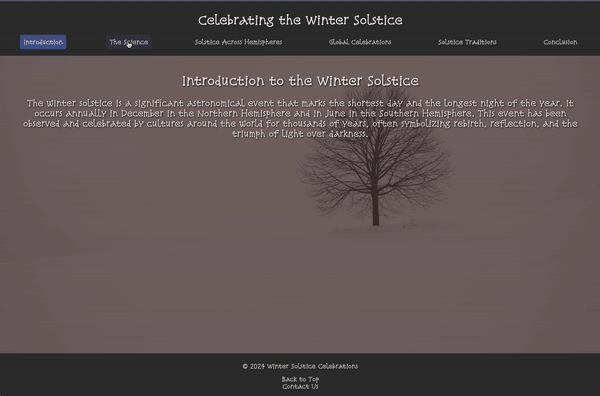 Celebrating the Winter Solstice
Introduction
The Science
Solstice Across Hemispheres
Global Celebrations
Solstice Traditions
Conclusion
Introduction to the Winter Solstice
The winter solstice is a significant astronomical event that marks the shortest day and the longest night of the year. It
occurs annually in December in the Northern Hemisphere and in June in the Southern Hemisphere. This event has been
observed and celebrated by cultures around the world for thousands of years, often symbolizing rebirth, reflection, and the
triumph of light over darkness.
© 2024 Winter Solstice Celebrations
Back to Top
Contact Us